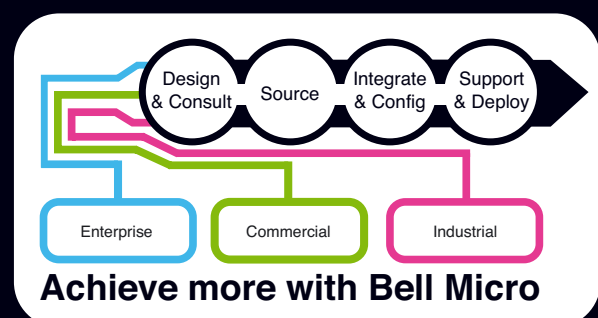 Design
& Consult
Source
Integrate
& Config
Support
& Deploy
Enterprise
Commercial
Industrial
Achieve more with Bell Micro